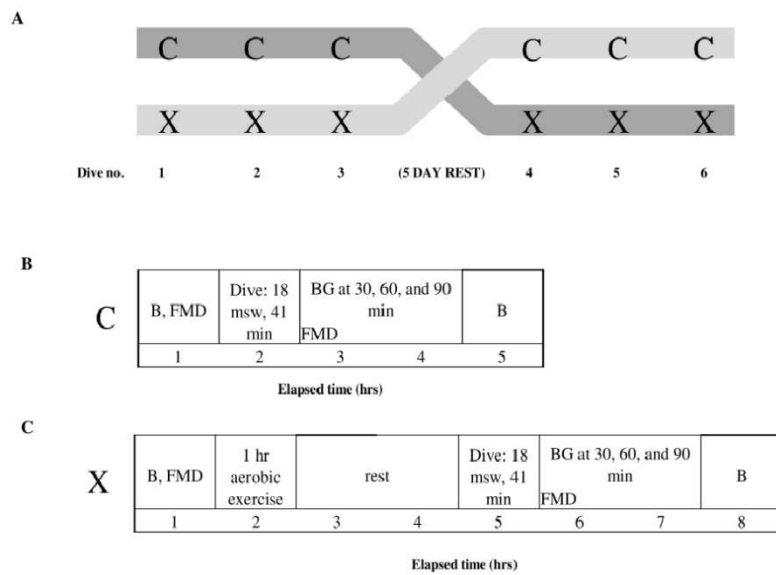 A
C C C C C C
X X X X X X
Dive no. 1 2 3 (5 DAY REST) 4 5 6
B
C
B, FMD
Dive: 18
msw, 41
min
BG at 30, 60, and 90
min
FMD
B
1 2 3 4 5
Elapsed time (hrs)
C
X
B, FMD
1 hr
aerobic
exercise
rest
Dive: 18
msw, 41
min
BG at 30, 60, and 90
min
FMD
B
1 2 3 4 5 6 7 8
Elapsed time (hrs)